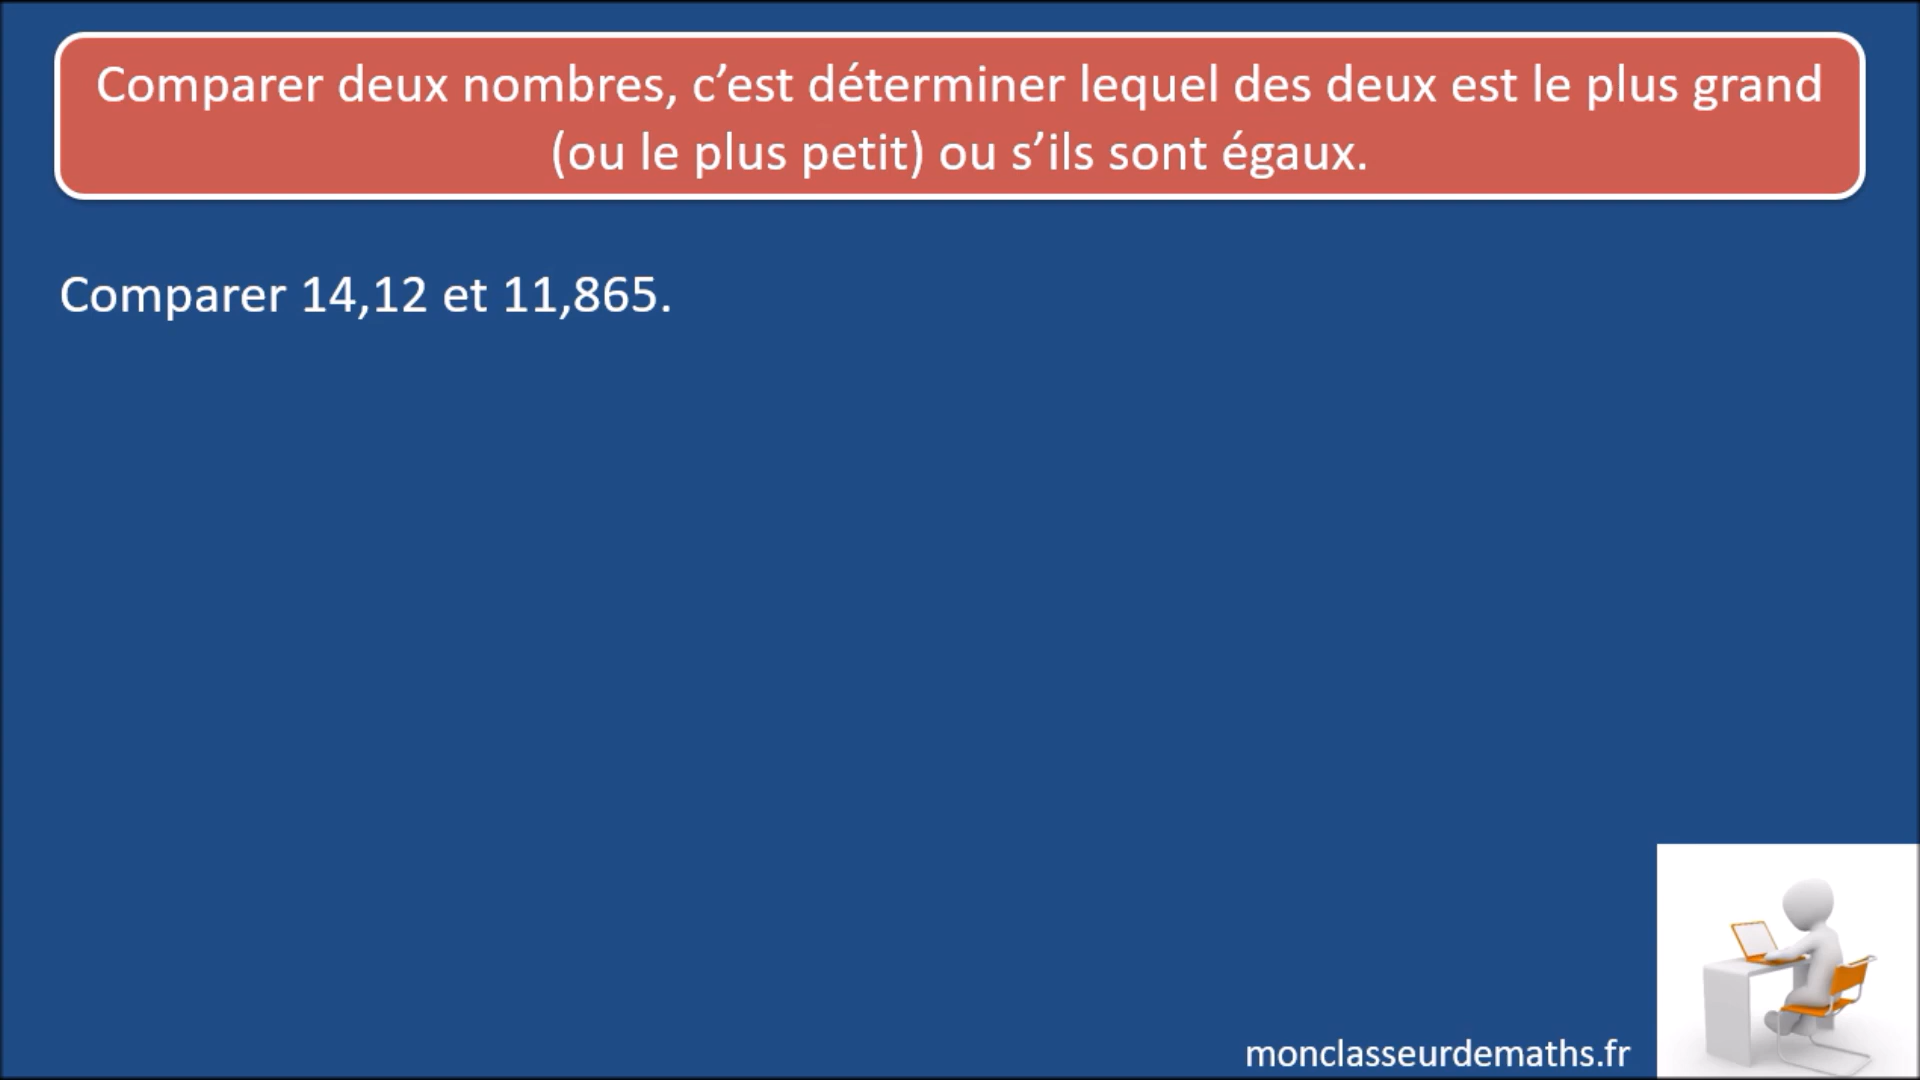 Comparer deux nombres, c’est déterminer lequel des deux est le plus grand
(ou le plus petit) ou s’ils sont égaux.
Comparer 14,12 et 11,865.
monclasseurdemaths.fr